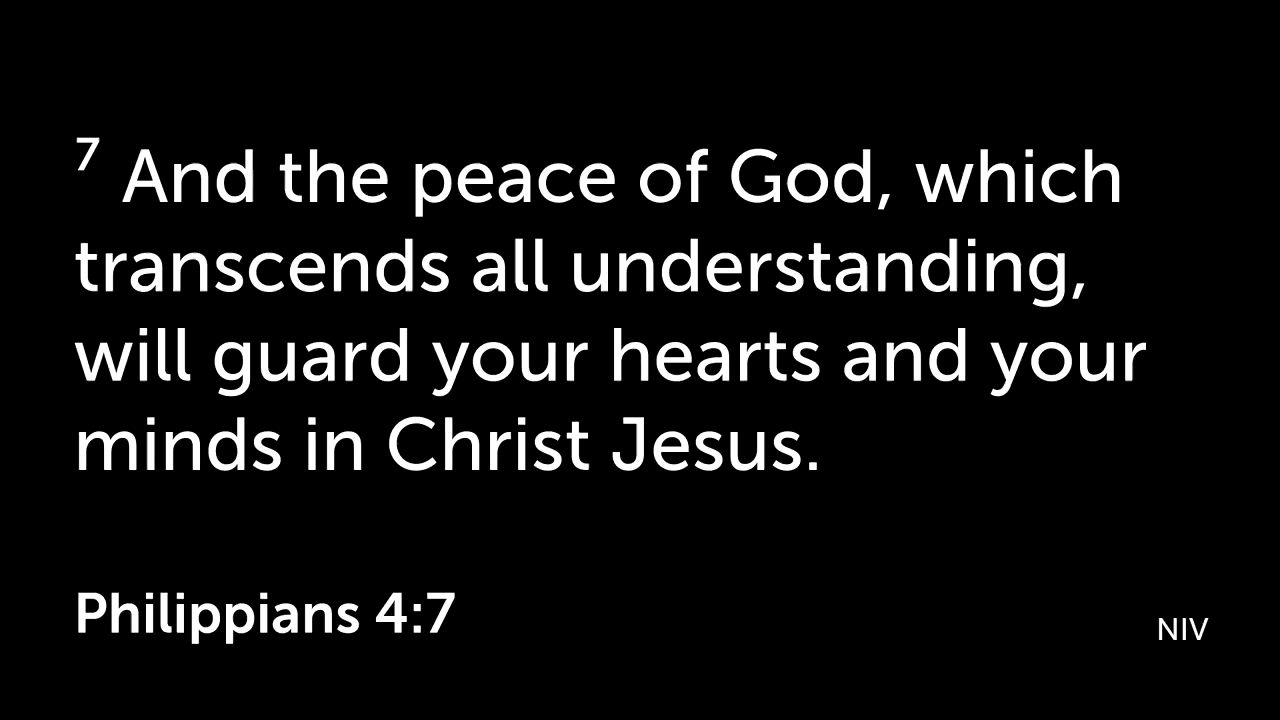 ⁷ And the peace of God, which
transcends all understanding,
will guard your hearts and your
minds in Christ Jesus.
Philippians 4:7
NIV